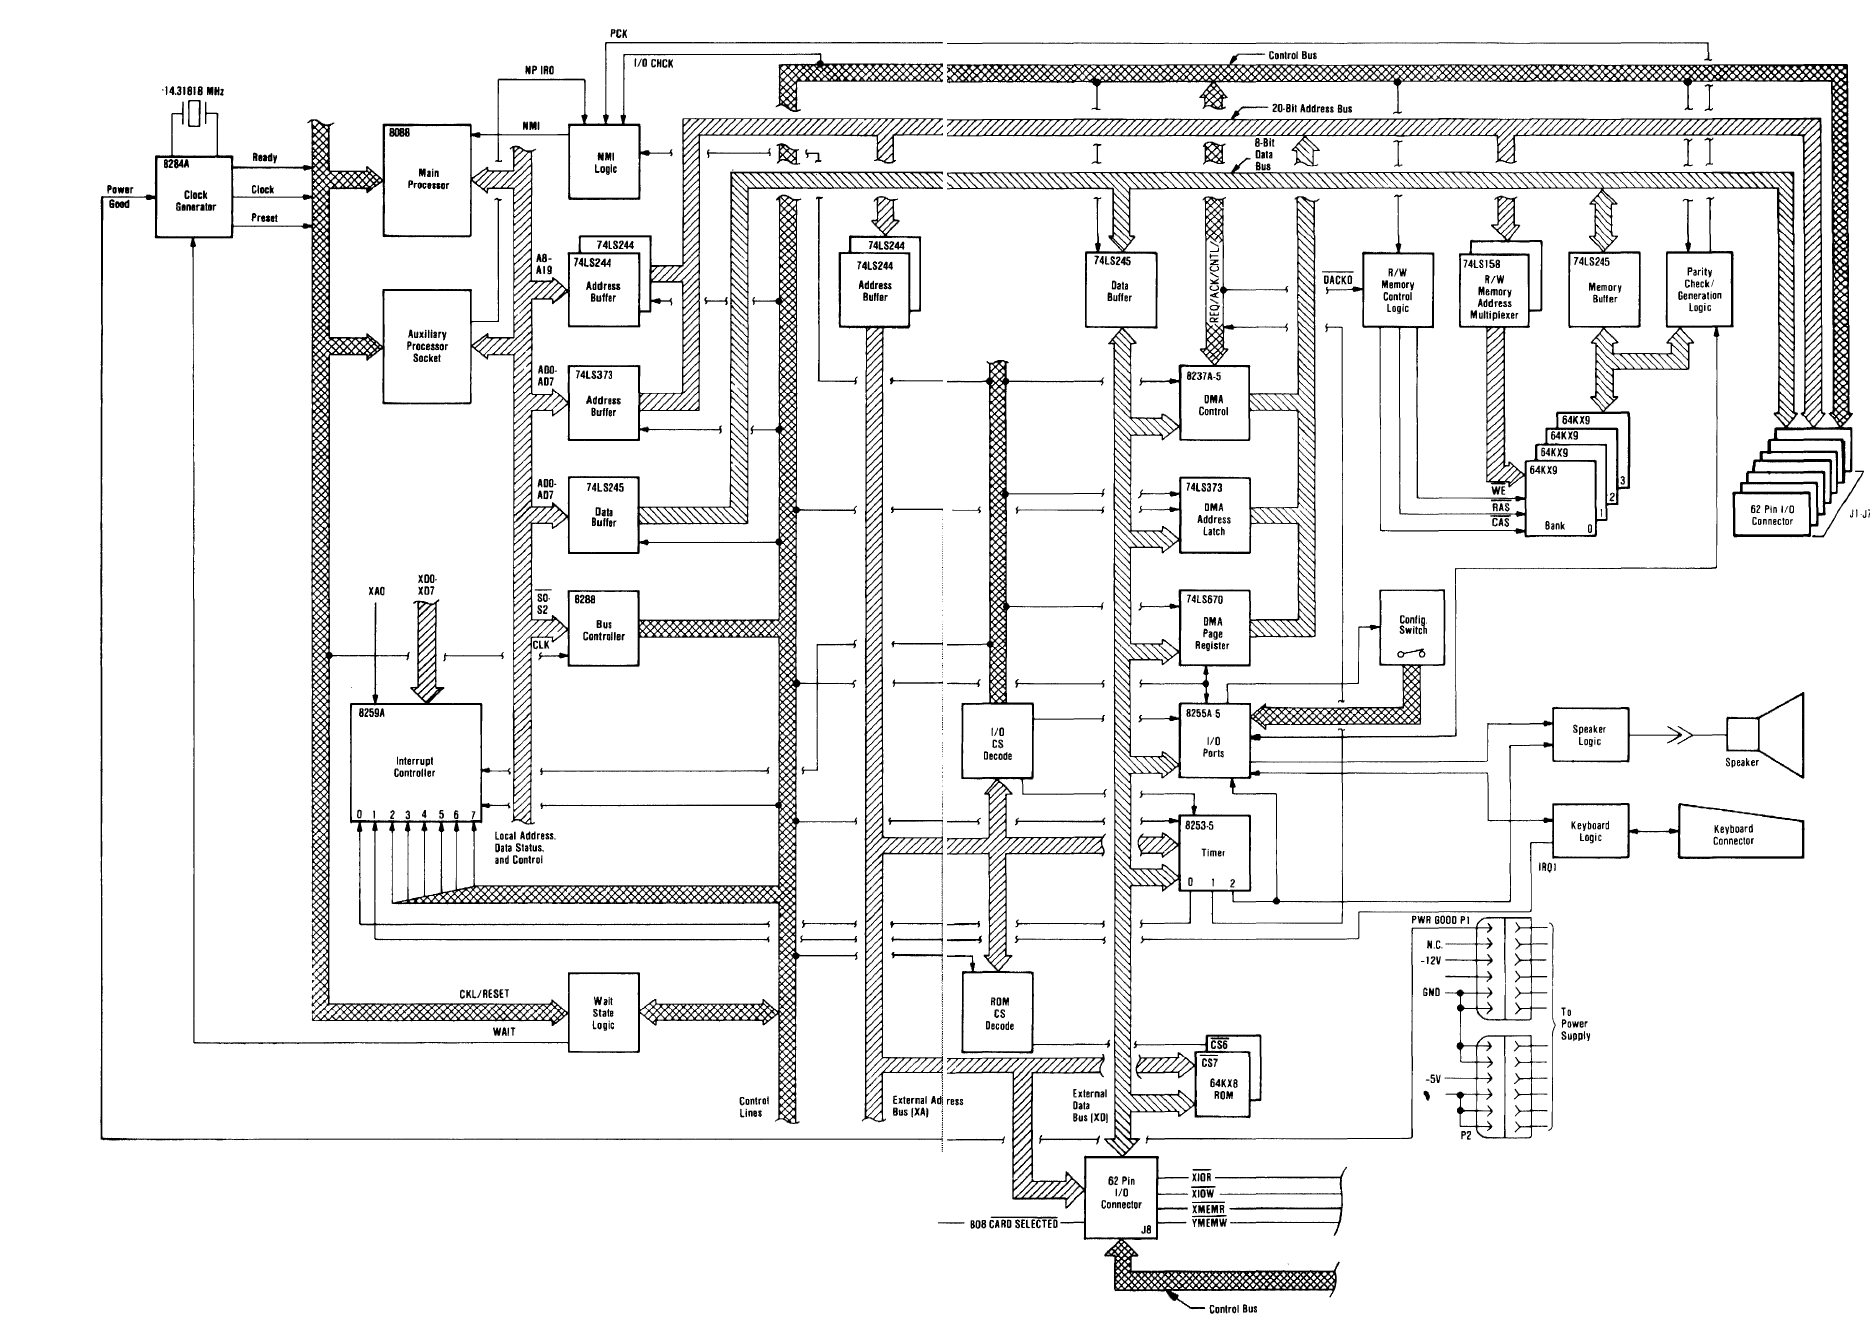 PCK
I/O CHCK
NP IRO
Control Bus
14.31818 MHz
20-Bit Address Bus
8-Bit
Data
Bus
8284A
Clock
Generator
Ready
Clock
Preset
Power
Good
8088
Main
Processor
NMI
NMI
Logic
Auxiliary
Processor
Socket
A8-
A19
74LS244
74LS244
Address
Buffer
AD0-
AD7
74LS373
Address
Buffer
AD0-
AD7
74LS245
Data
Buffer
S0-
S2
CLK
8288
Bus
Controller
74LS244
74LS244
Address
Buffer
74LS245
Data
Buffer
REQ/ACK/CNTL/
DACK0
R/W
Memory
Control
Logic
74LS158
R/W
Memory
Address
Multiplexer
74LS245
Memory
Buffer
Parity
Check/
Generation
Logic
8237A-5
DMA
Control
74LS373
DMA
Address
Latch
74LS670
DMA
Page
Register
64KX9
64KX9
64KX9
64KX9
3
2
1
Bank 0
WE
RAS
CAS
62 Pin I/O
Connector
J1-J7
XA0
XD0-
XD7
8259A
Interrupt
Controller
0 1 2 3 4 5 6 7
Local Address,
Data Status,
and Control
I/O
CS
Decode
8255A-5
I/O
Ports
Config.
Switch
Speaker
Logic
Speaker
8253-5
Timer
0 1 2
Keyboard
Logic
Keyboard
Connector
IRQ1
CKL/RESET
WAIT
Wait
State
Logic
ROM
CS
Decode
CS6
CS7
64KX8
ROM
Control
Lines
External Address
Bus (XA)
External
Data
Bus (XD)
PWR GOOD P1
N.C.
-12V
GND
-5V
P2
To
Power
Supply
62 Pin
I/O
Connector
J8
XIOR
XIOW
XMEMR
YMEMW
808 CARD SELECTED
Control Bus